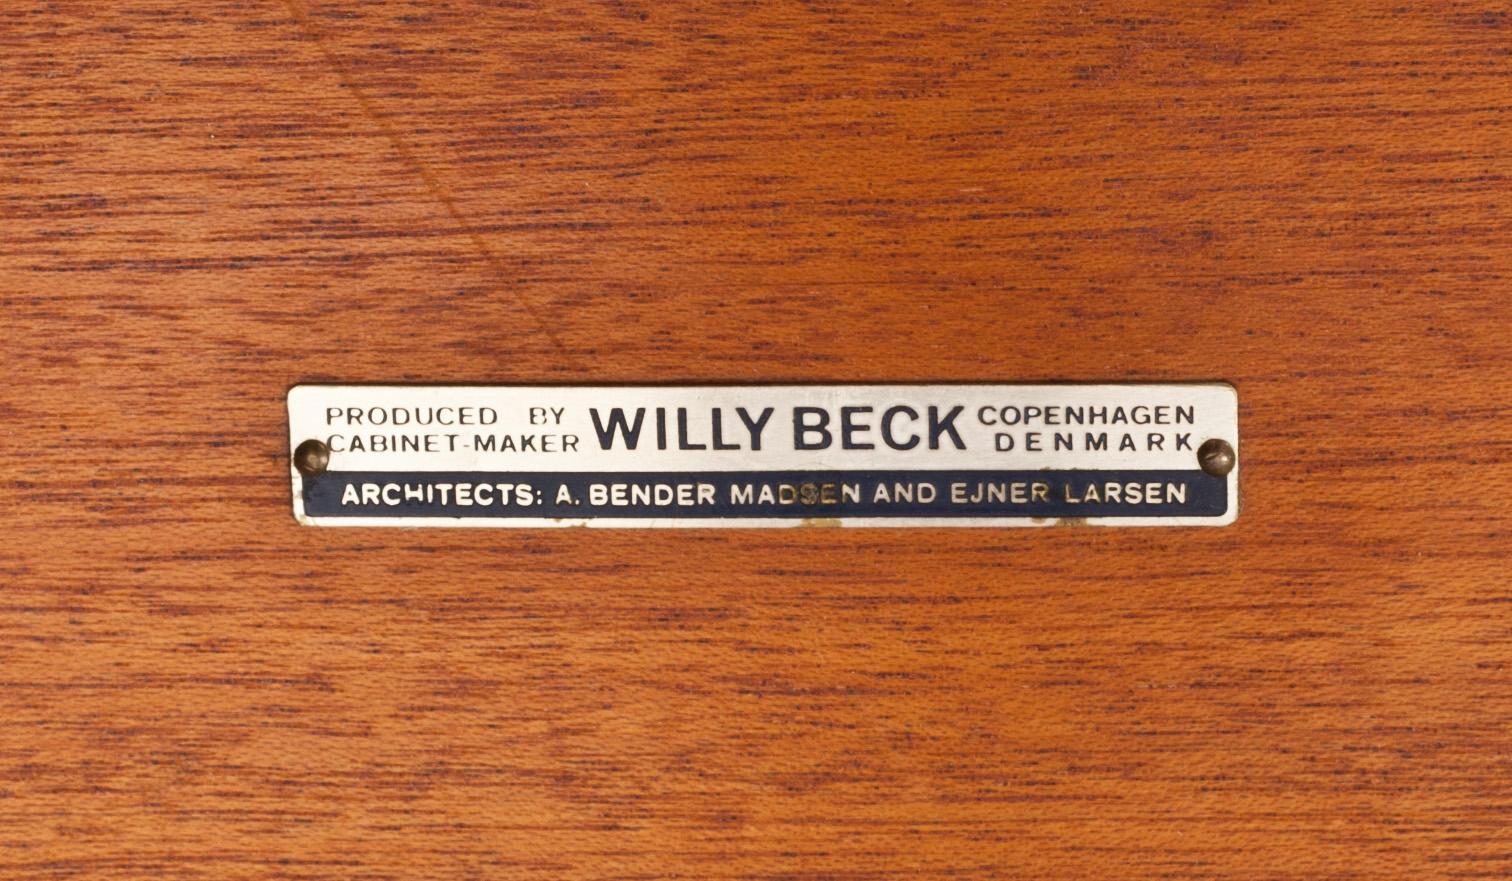 PRODUCED BY
CABINET-MAKER
WILLY BECK
COPENHAGEN
DENMARK
ARCHITECTS: A. BENDER MADSEN AND EJNER LARSEN